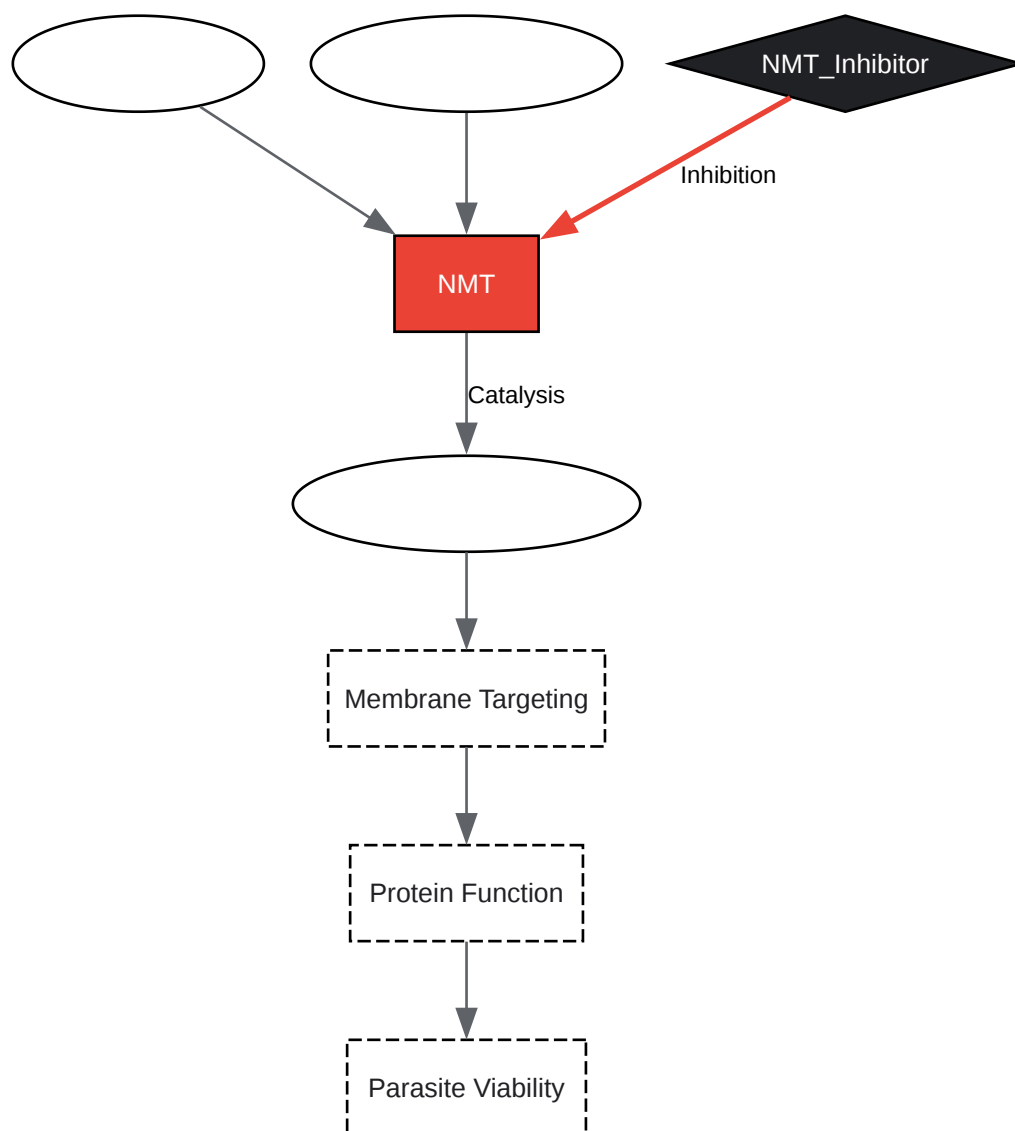 NMT_Inhibitor
Inhibition
NMT
Catalysis
Membrane Targeting
Protein Function
Parasite Viability